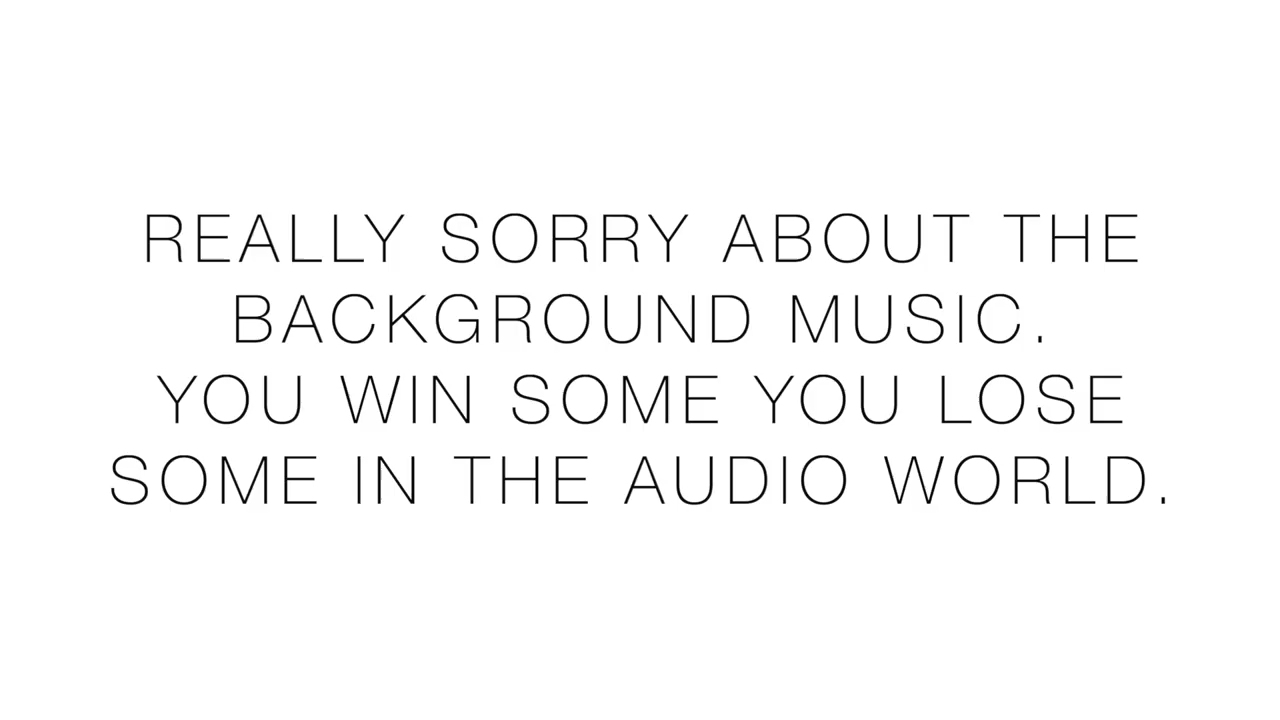 REALLY SORRY ABOUT THE
BACKGROUND MUSIC.
YOU WIN SOME YOU LOSE
SOME IN THE AUDIO WORLD.